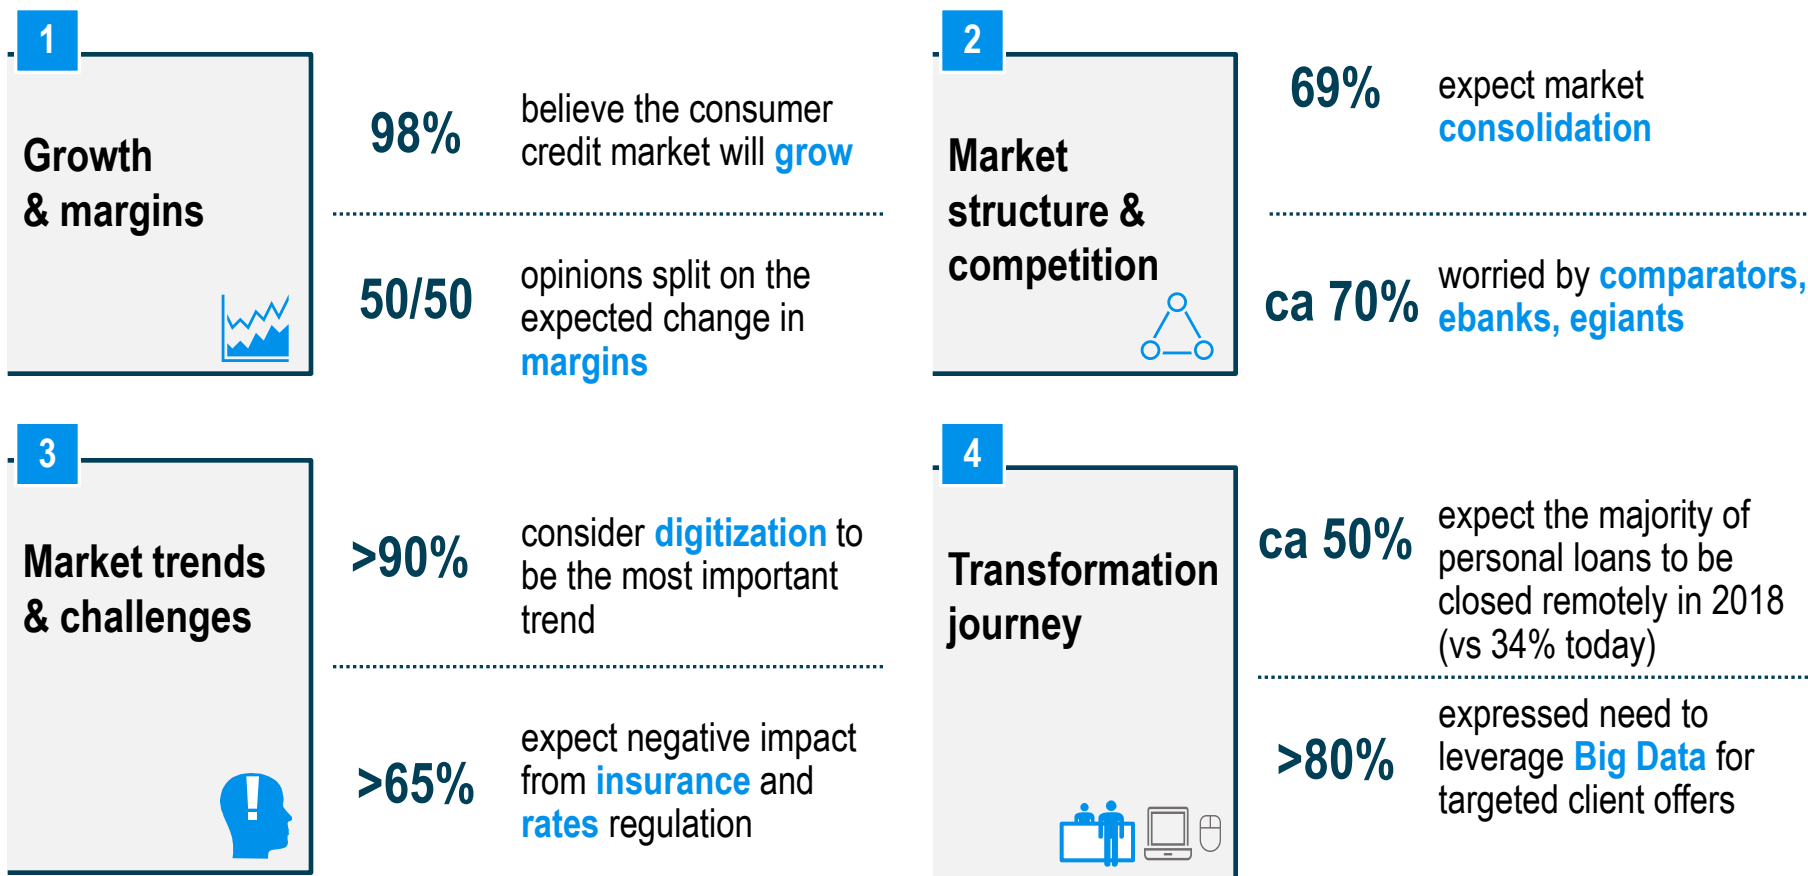 1
Growth
& margins
98%
believe the consumer
credit market will grow
50/50
opinions split on the
expected change in
margins
2
Market
structure &
competition
69%
expect market
consolidation
ca 70%
worried by comparators,
ebanks, egiants
3
Market trends
& challenges
>90%
consider digitization to
be the most important
trend
>65%
expect negative impact
from insurance and
rates regulation
4
Transformation
journey
ca 50%
expect the majority of
personal loans to be
closed remotely in 2018
(vs 34% today)
>80%
expressed need to
leverage Big Data for
targeted client offers